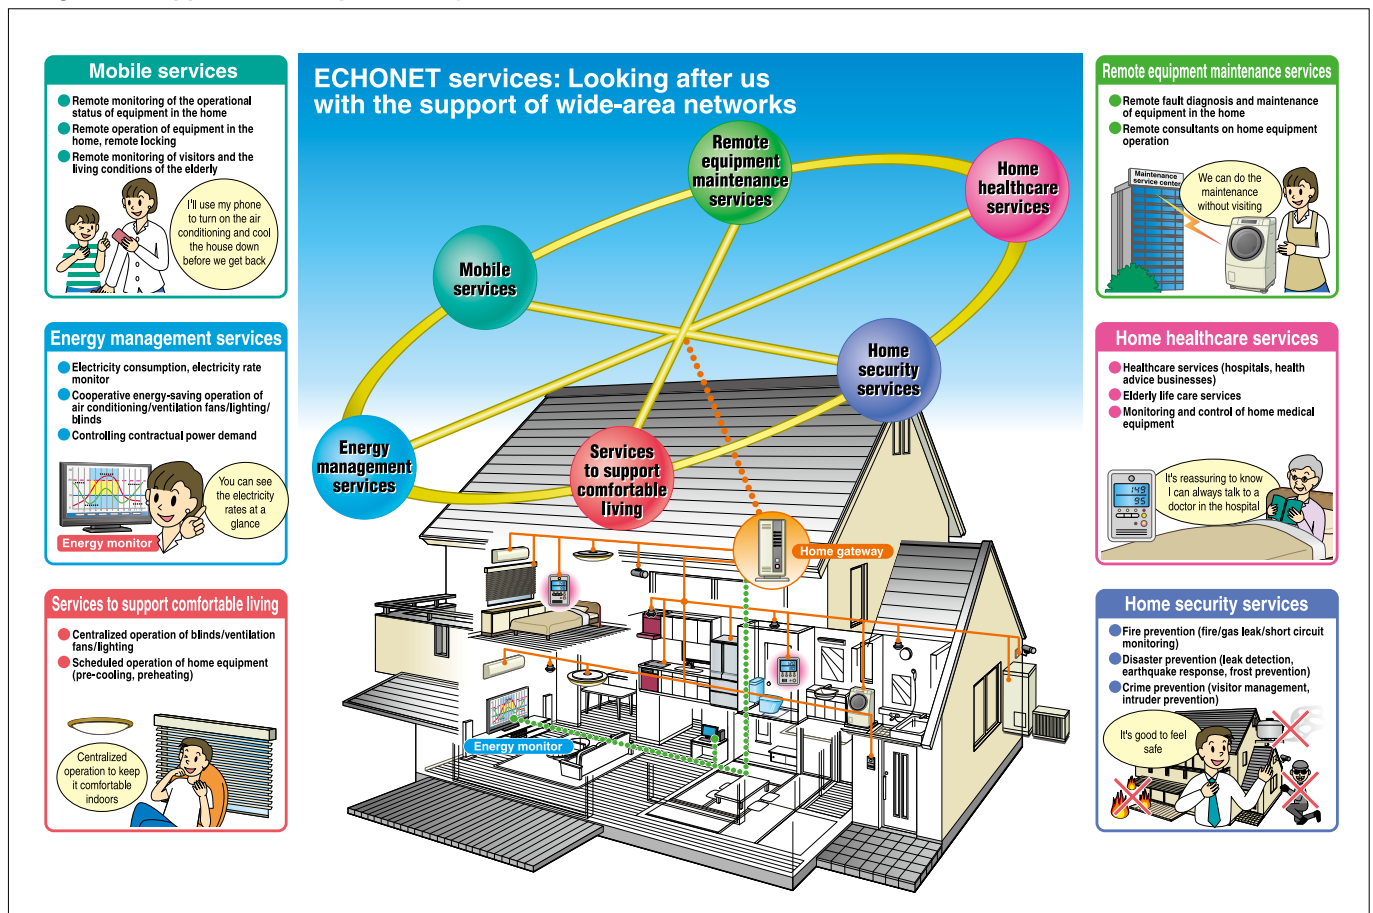 Mobile services
Remote monitoring of the operational
status of equipment in the home
Remote operation of equipment in the
home, remote locking
Remote monitoring of visitors and the
living conditions of the elderly
I'll use my phone
to turn on the air
conditioning and cool
the house down
before we get back
Energy management services
Electricity consumption, electricity rate
monitor
Cooperative energy-saving operation of
air conditioning/ventilation fans/lighting/
blinds
Controlling contractual power demand
You can see
the electricity
rates at a
glance
Energy monitor
Services to support comfortable living
Centralized operation of blinds/ventilation
fans/lighting
Scheduled operation of home equipment
(pre-cooling, preheating)
Centralized
operation to keep
it comfortable
indoors
ECHONET services: Looking after us
with the support of wide-area networks
Remote
equipment
maintenance
services
Home
healthcare
services
Mobile
services
Home
security
services
Energy
management
services
Services
to support
comfortable
living
Home gateway
Energy monitor
Remote equipment maintenance services
Remote fault diagnosis and maintenance
of equipment in the home
Remote consultants on home equipment
operation
Maintenance
service center
We can do the
maintenance
without visiting
Home healthcare services
Healthcare services (hospitals, health
advice businesses)
Elderly life care services
Monitoring and control of home medical
equipment
149
95
It's reassuring to know
I can always talk to a
doctor in the hospital
Home security services
Fire prevention (fire/gas leak/short circuit
monitoring)
Disaster prevention (leak detection,
earthquake response, frost prevention)
Crime prevention (visitor management,
intruder prevention)
It's good to feel
safe